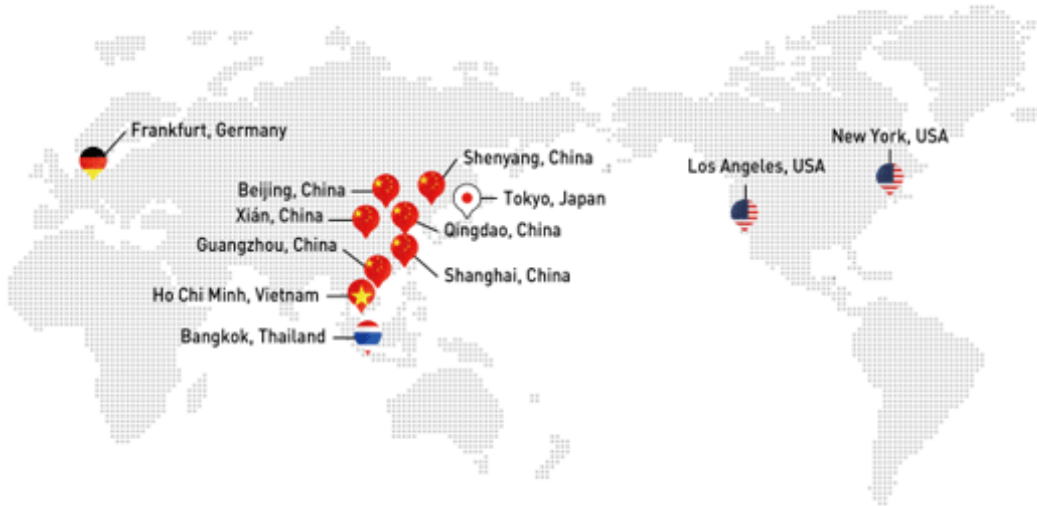 Frankfurt, Germany
New York, USA
Shenyang, China
Los Angeles, USA
Beijing, China
Tokyo, Japan
Xián, China
Qingdao, China
Guangzhou, China
Shanghai, China
Ho Chi Minh, Vietnam
Bangkok, Thailand